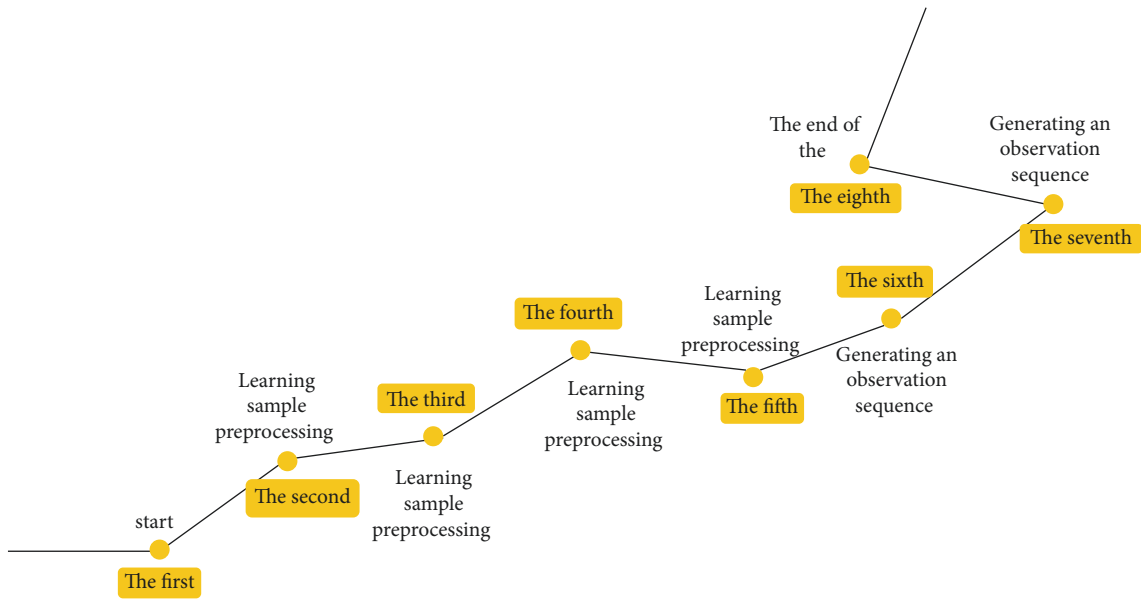 start
The first
Learning
sample
preprocessing
The second
The third
Learning
sample
preprocessing
The fourth
Learning
sample
preprocessing
Learning
sample
preprocessing
The fifth
The sixth
Generating an
observation
sequence
Generating an
observation
sequence
The seventh
The end of
the
The eighth